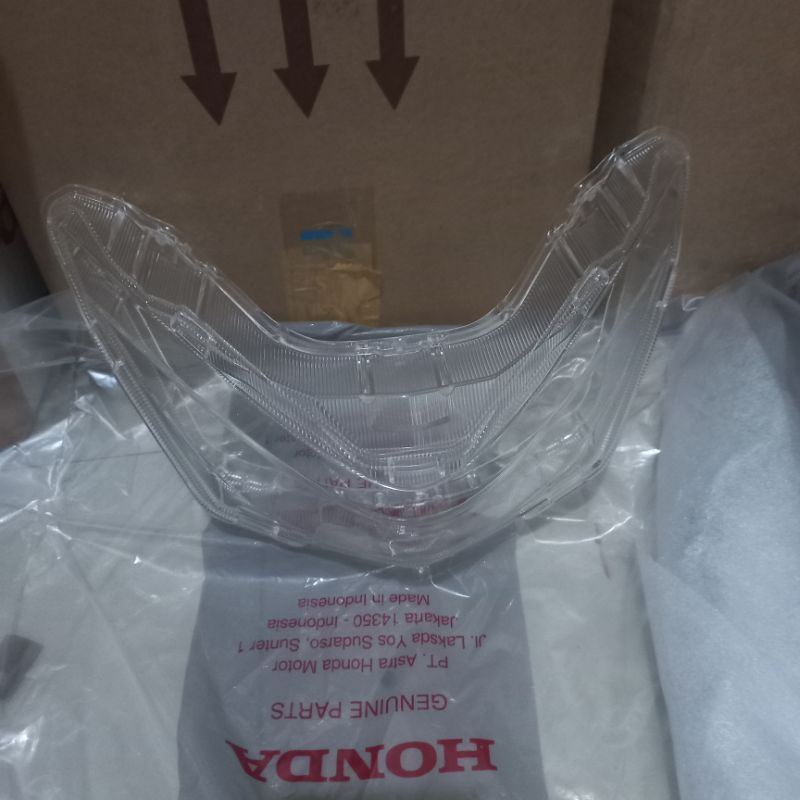 HONDA
GENUINE PARTS
PT. Astra Honda Motor
Jl. Laksda Yos Sudarso, Sunter 1
Jakarta 14350 - Indonesia
Made in Indonesia